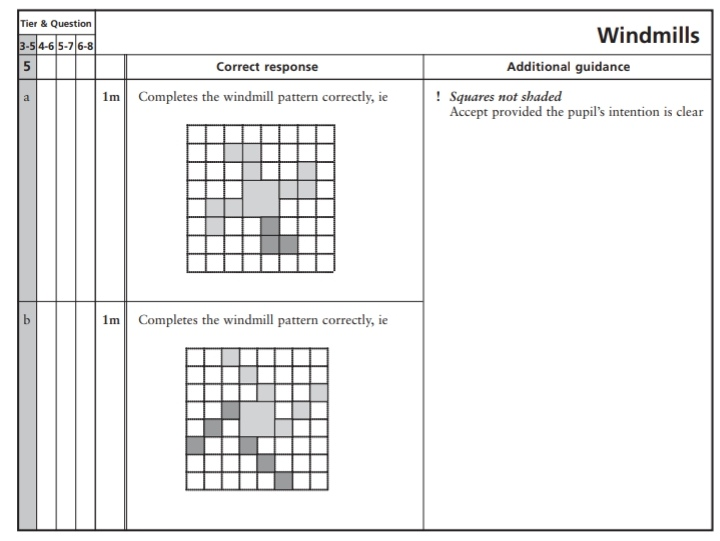 Tier & Question
3-5 4-6 5-7 6-8
Windmills
5
Correct response
Additional guidance
a
1m
Completes the windmill pattern correctly, ie
! Squares not shaded
Accept provided the pupil's intention is clear
b
1m
Completes the windmill pattern correctly, ie